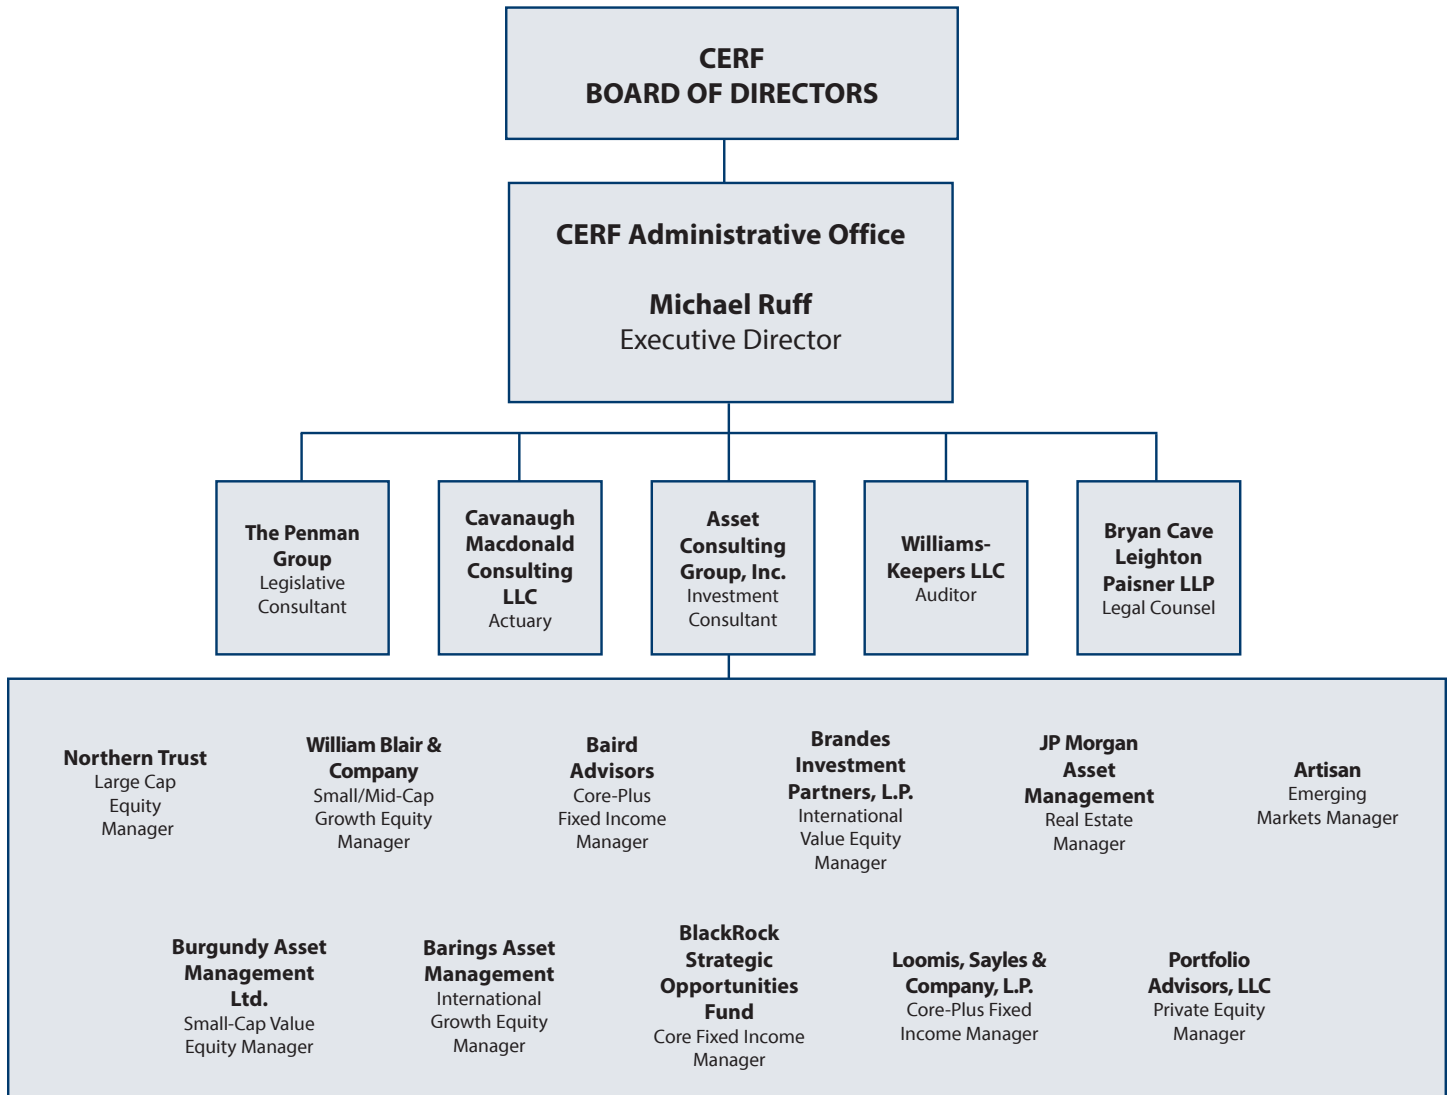 CERF
BOARD OF DIRECTORS
CERF Administrative Office
Michael Ruff
Executive Director
The Penman
Group
Legislative
Consultant
Cavanaugh
Macdonald
Consulting
LLC
Actuary
Asset
Consulting
Group, Inc.
Investment
Consultant
Williams-
Keepers LLC
Auditor
Bryan Cave
Leighton
Paisner LLP
Legal Counsel
Northern Trust
Large Cap
Equity
Manager
William Blair &
Company
Small/Mid-Cap
Growth Equity
Manager
Baird
Advisors
Core-Plus
Fixed Income
Manager
Brandes
Investment
Partners, L.P.
International
Value Equity
Manager
JP Morgan
Asset
Management
Real Estate
Manager
Artisan
Emerging
Markets Manager
Burgundy Asset
Management
Ltd.
Small-Cap Value
Equity Manager
Barings Asset
Management
International
Growth Equity
Manager
BlackRock
Strategic
Opportunities
Fund
Core Fixed Income
Manager
Loomis, Sayles &
Company, L.P.
Core-Plus Fixed
Income Manager
Portfolio
Advisors, LLC
Private Equity
Manager